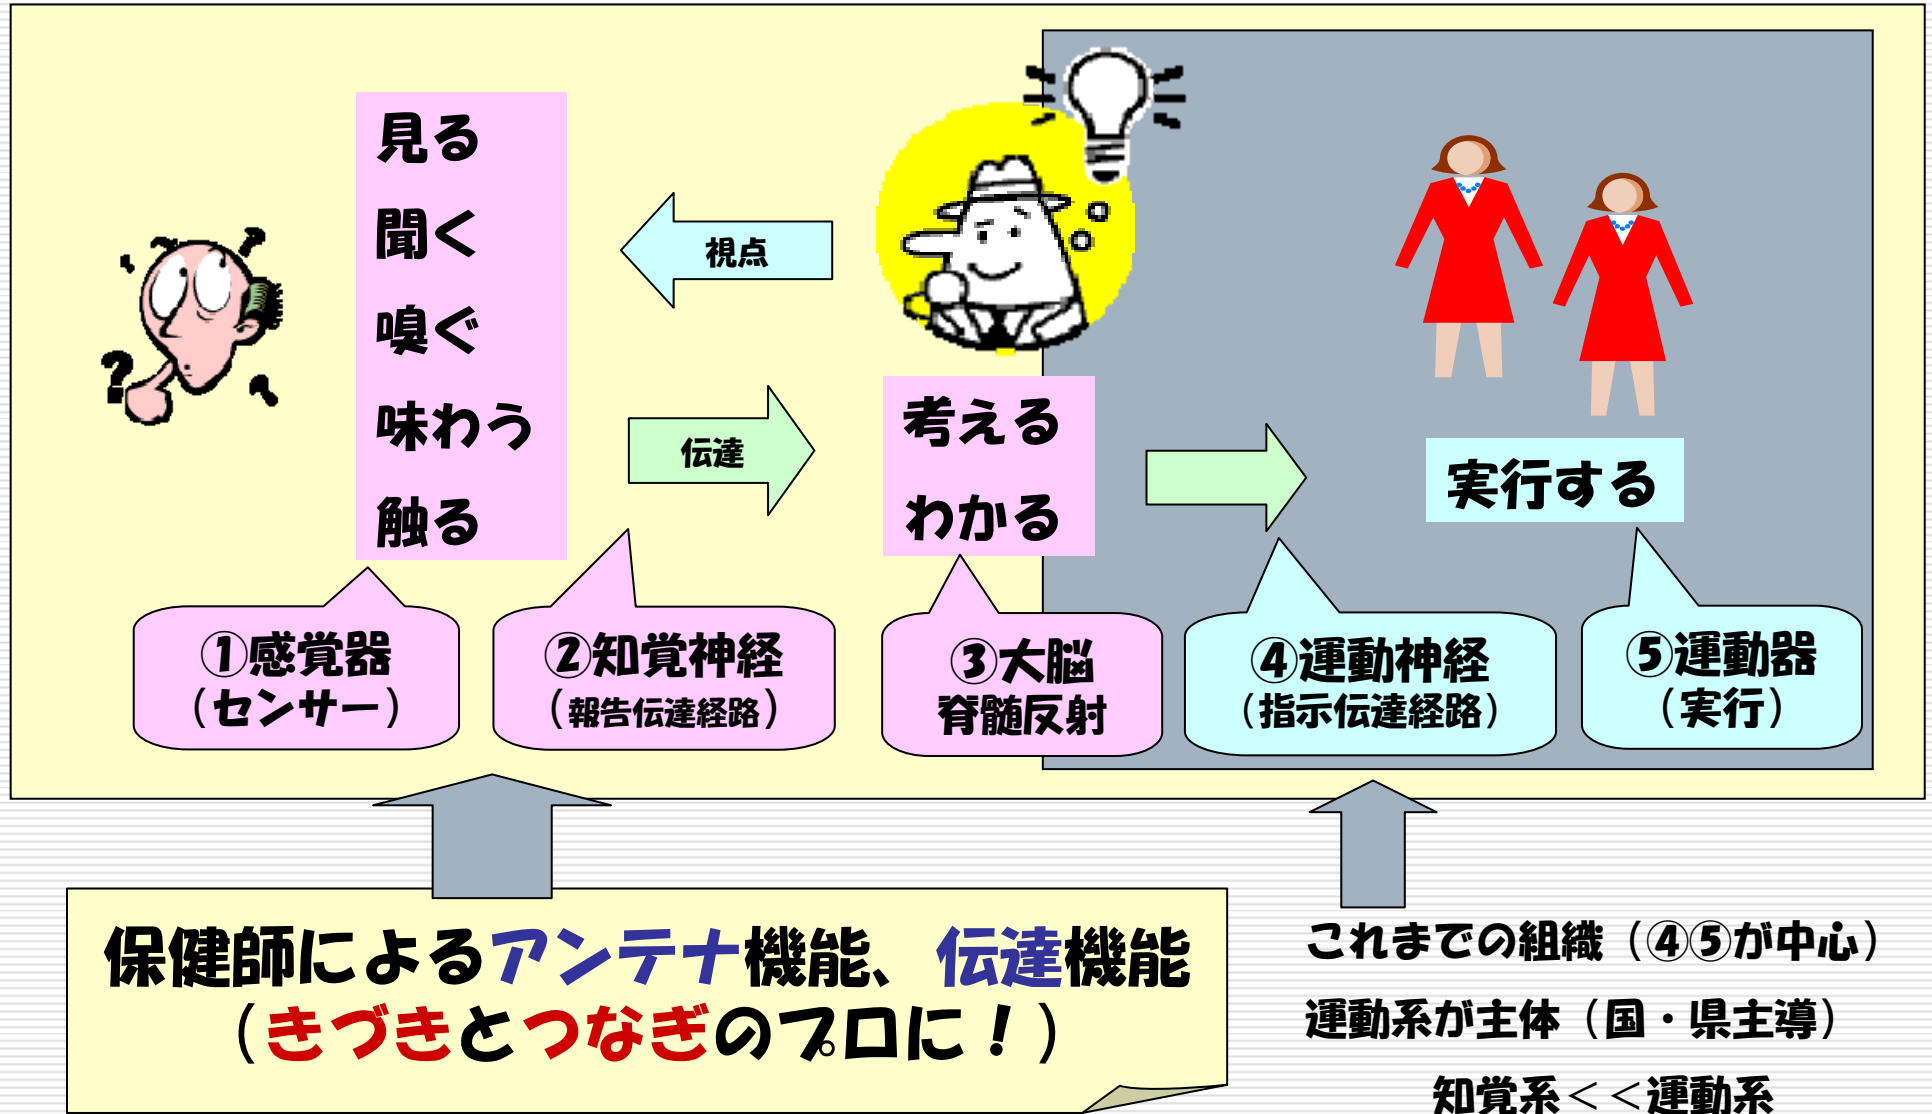 見る
聞く
嗅ぐ
味わう
触る
視点
伝達
考える
わかる
実行する
?
①感覚器
（センサー）
②知覚神経
（報告伝達経路）
③大脳
脊髄反射
④運動神経
（指示伝達経路）
⑤運動器
（実行）
保健師によるアンテナ機能、伝達機能
（きづきとつなぎのプロに！）
これまでの組織（④⑤が中心）
運動系が主体（国・県主導）
知覚系＜＜運動系